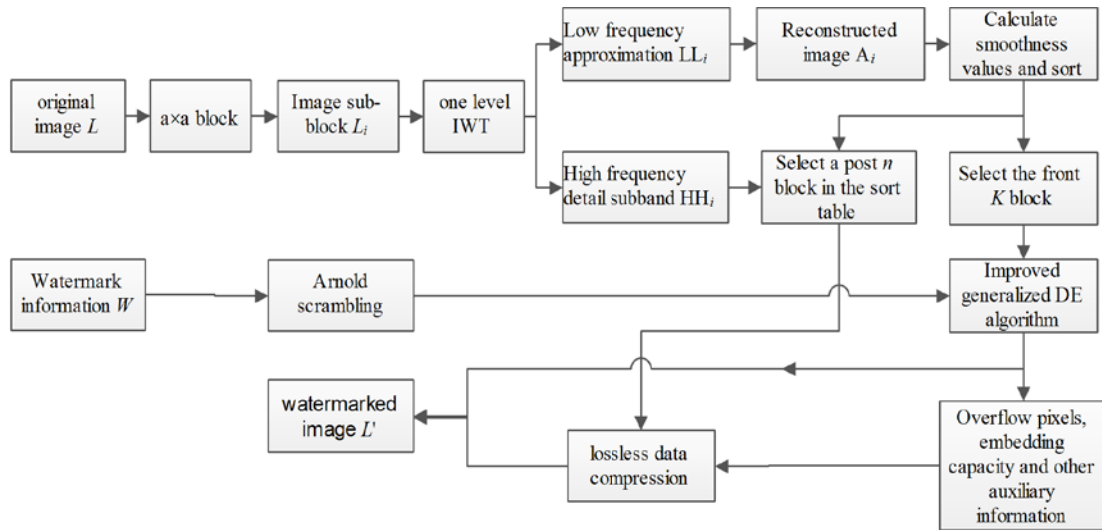 original
image L
a×a block
Image sub-
block Lᵢ
one level
IWT
Low frequency
approximation LLᵢ
Reconstructed
image Aᵢ
Calculate
smoothness
values and sort
High frequency
detail subband HHᵢ
Select a post n
block in the sort
table
Select the front
K block
Watermark
information W
Arnold
scrambling
Improved
generalized DE
algorithm
watermarked
image L'
lossless data
compression
Overflow pixels,
embedding
capacity and other
auxiliary
information